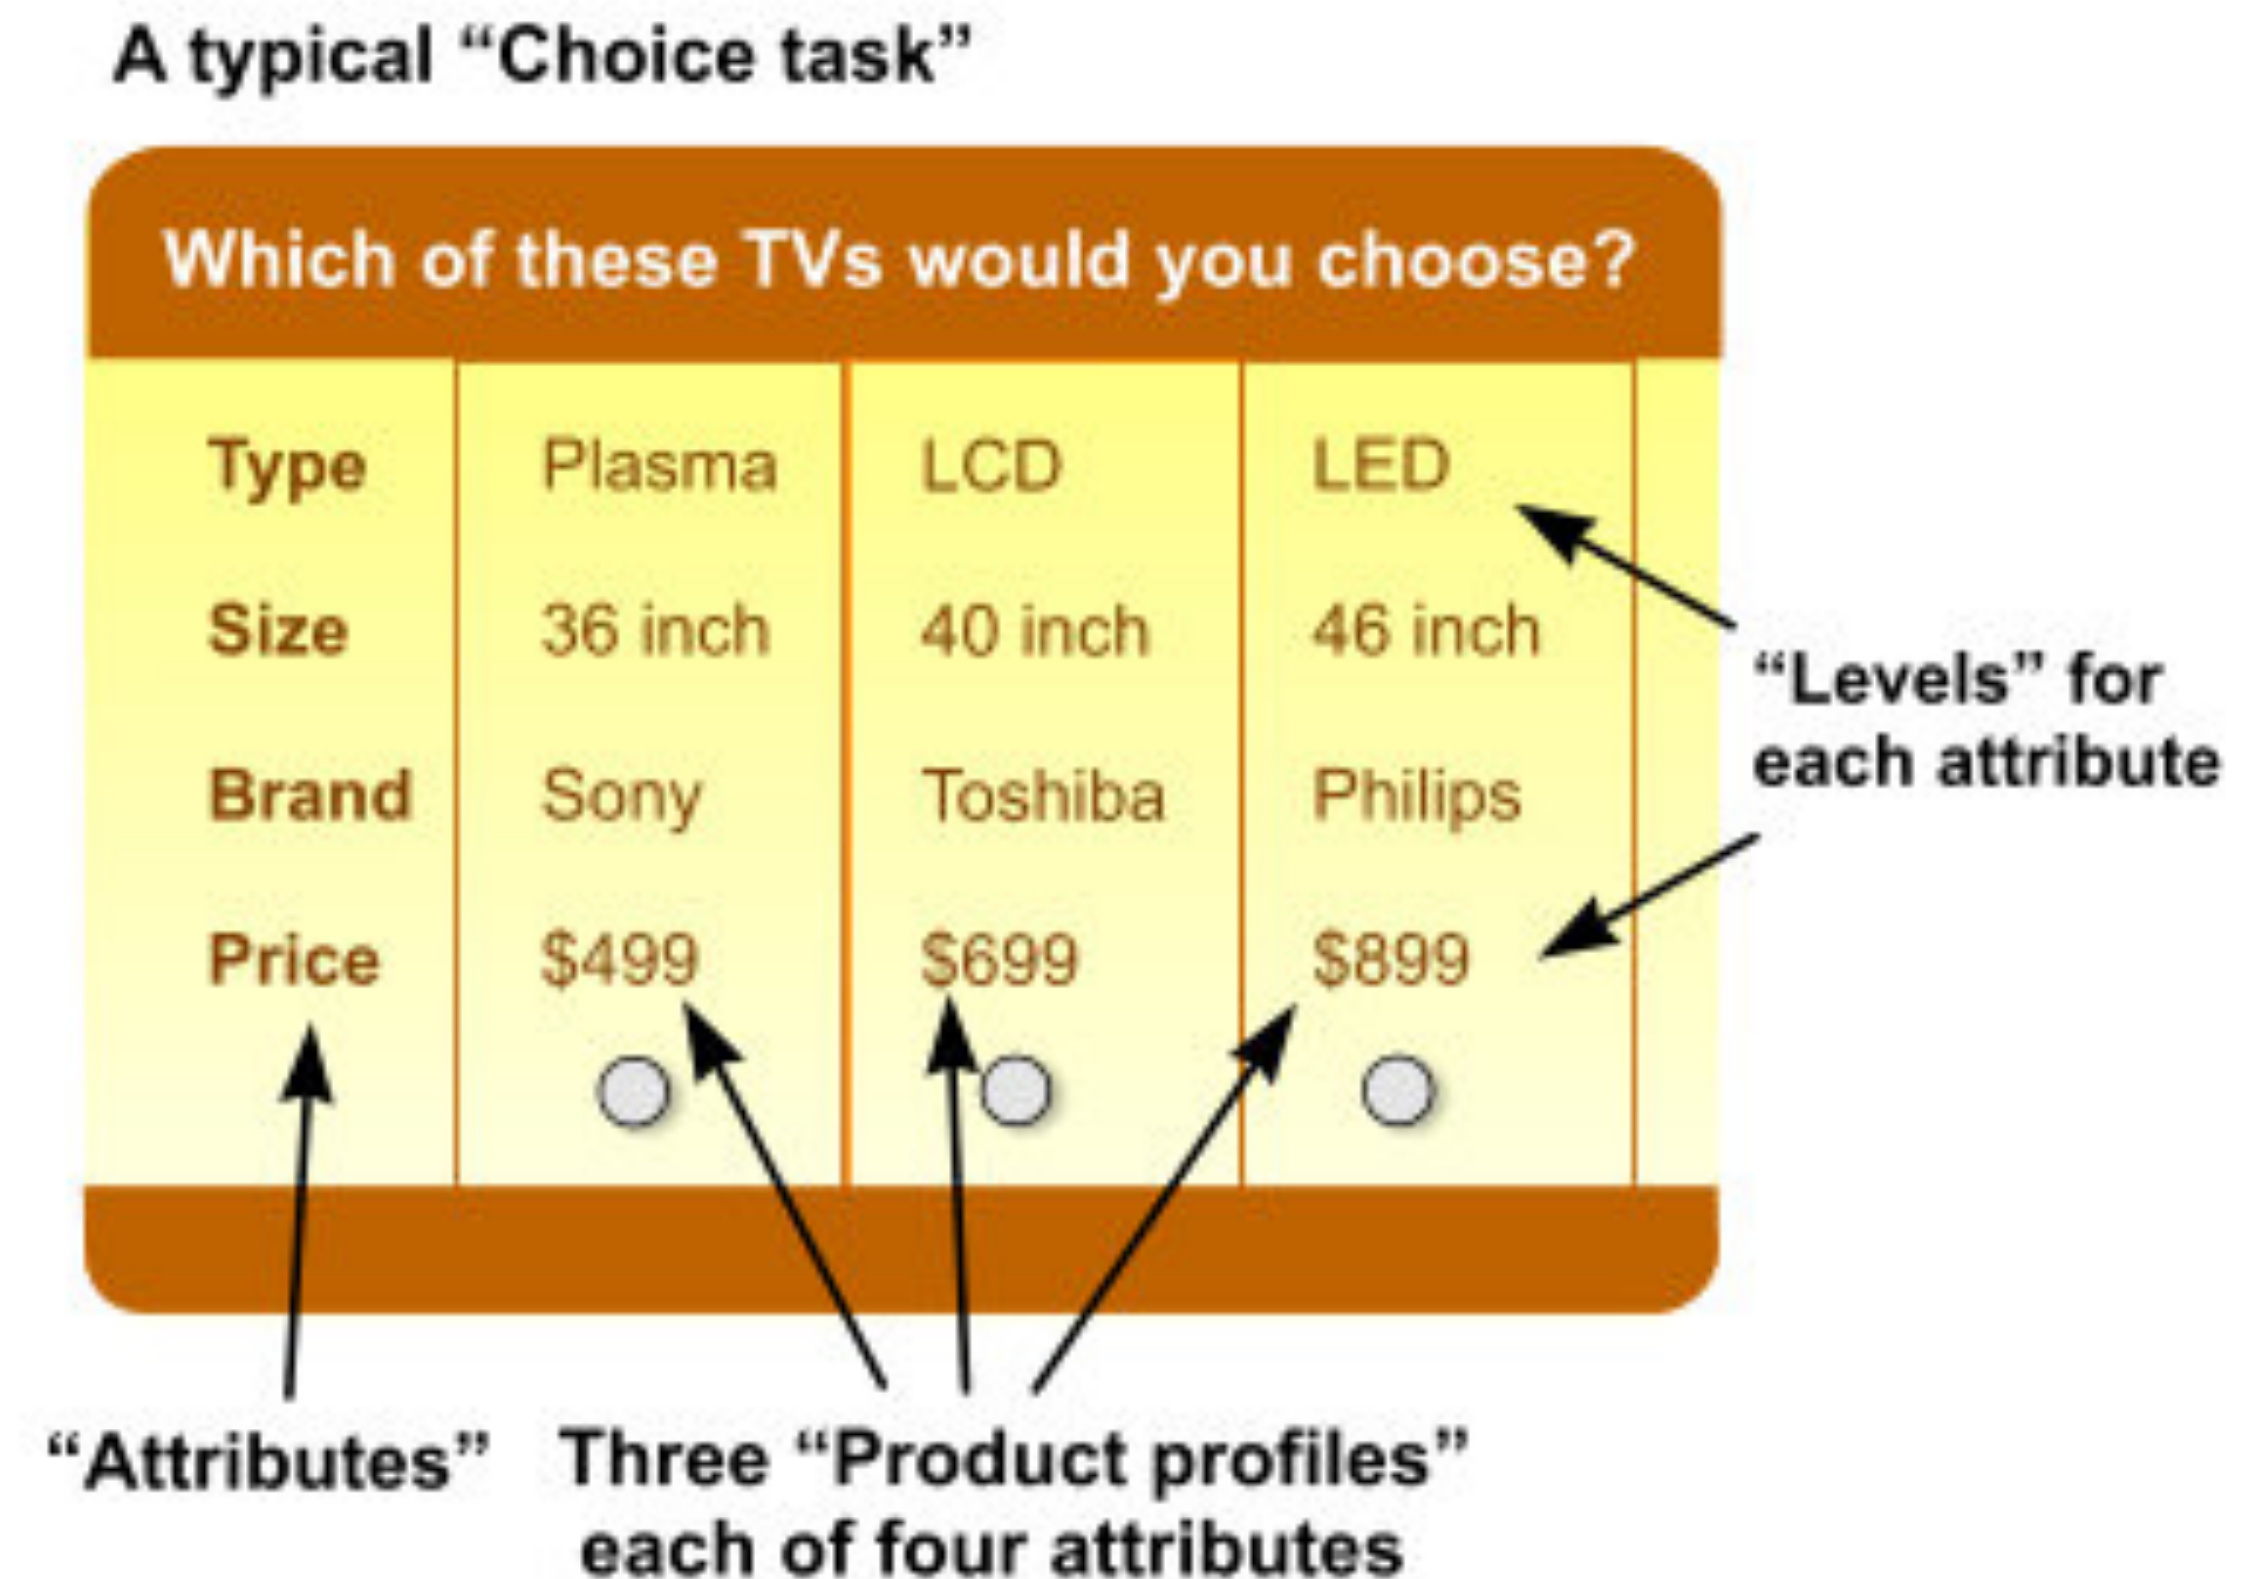 A typical “Choice task”
Which of these TVs would you choose?
Type Plasma LCD LED
Size 36 inch 40 inch 46 inch
“Levels” for
each attribute
Brand Sony Toshiba Philips
Price $499 $699 $899
“Attributes”
Three “Product profiles”
each of four attributes